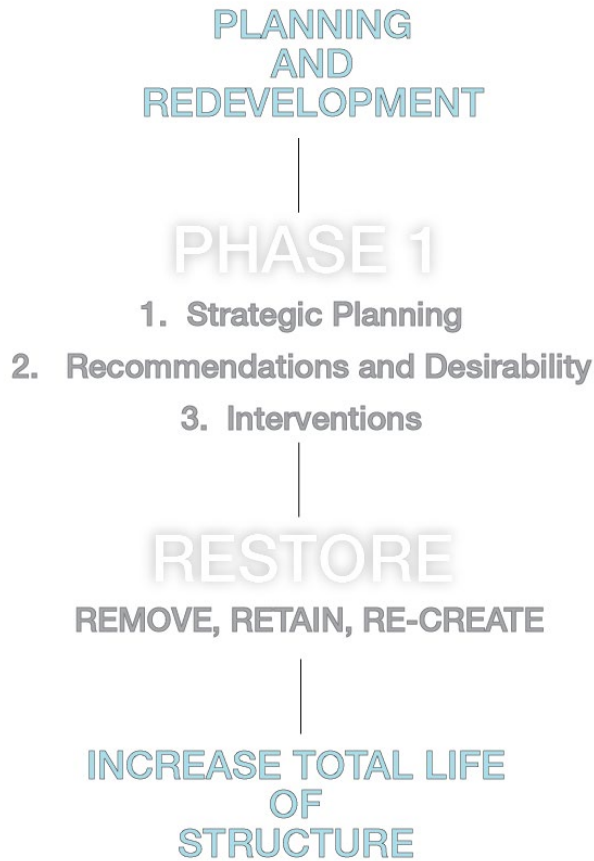 PLANNING
AND
REDEVELOPMENT
PHASE 1
1. Strategic Planning
2. Recommendations and Desirability
3. Interventions
RESTORE
REMOVE, RETAIN, RE-CREATE
INCREASE TOTAL LIFE
OF
STRUCTURE